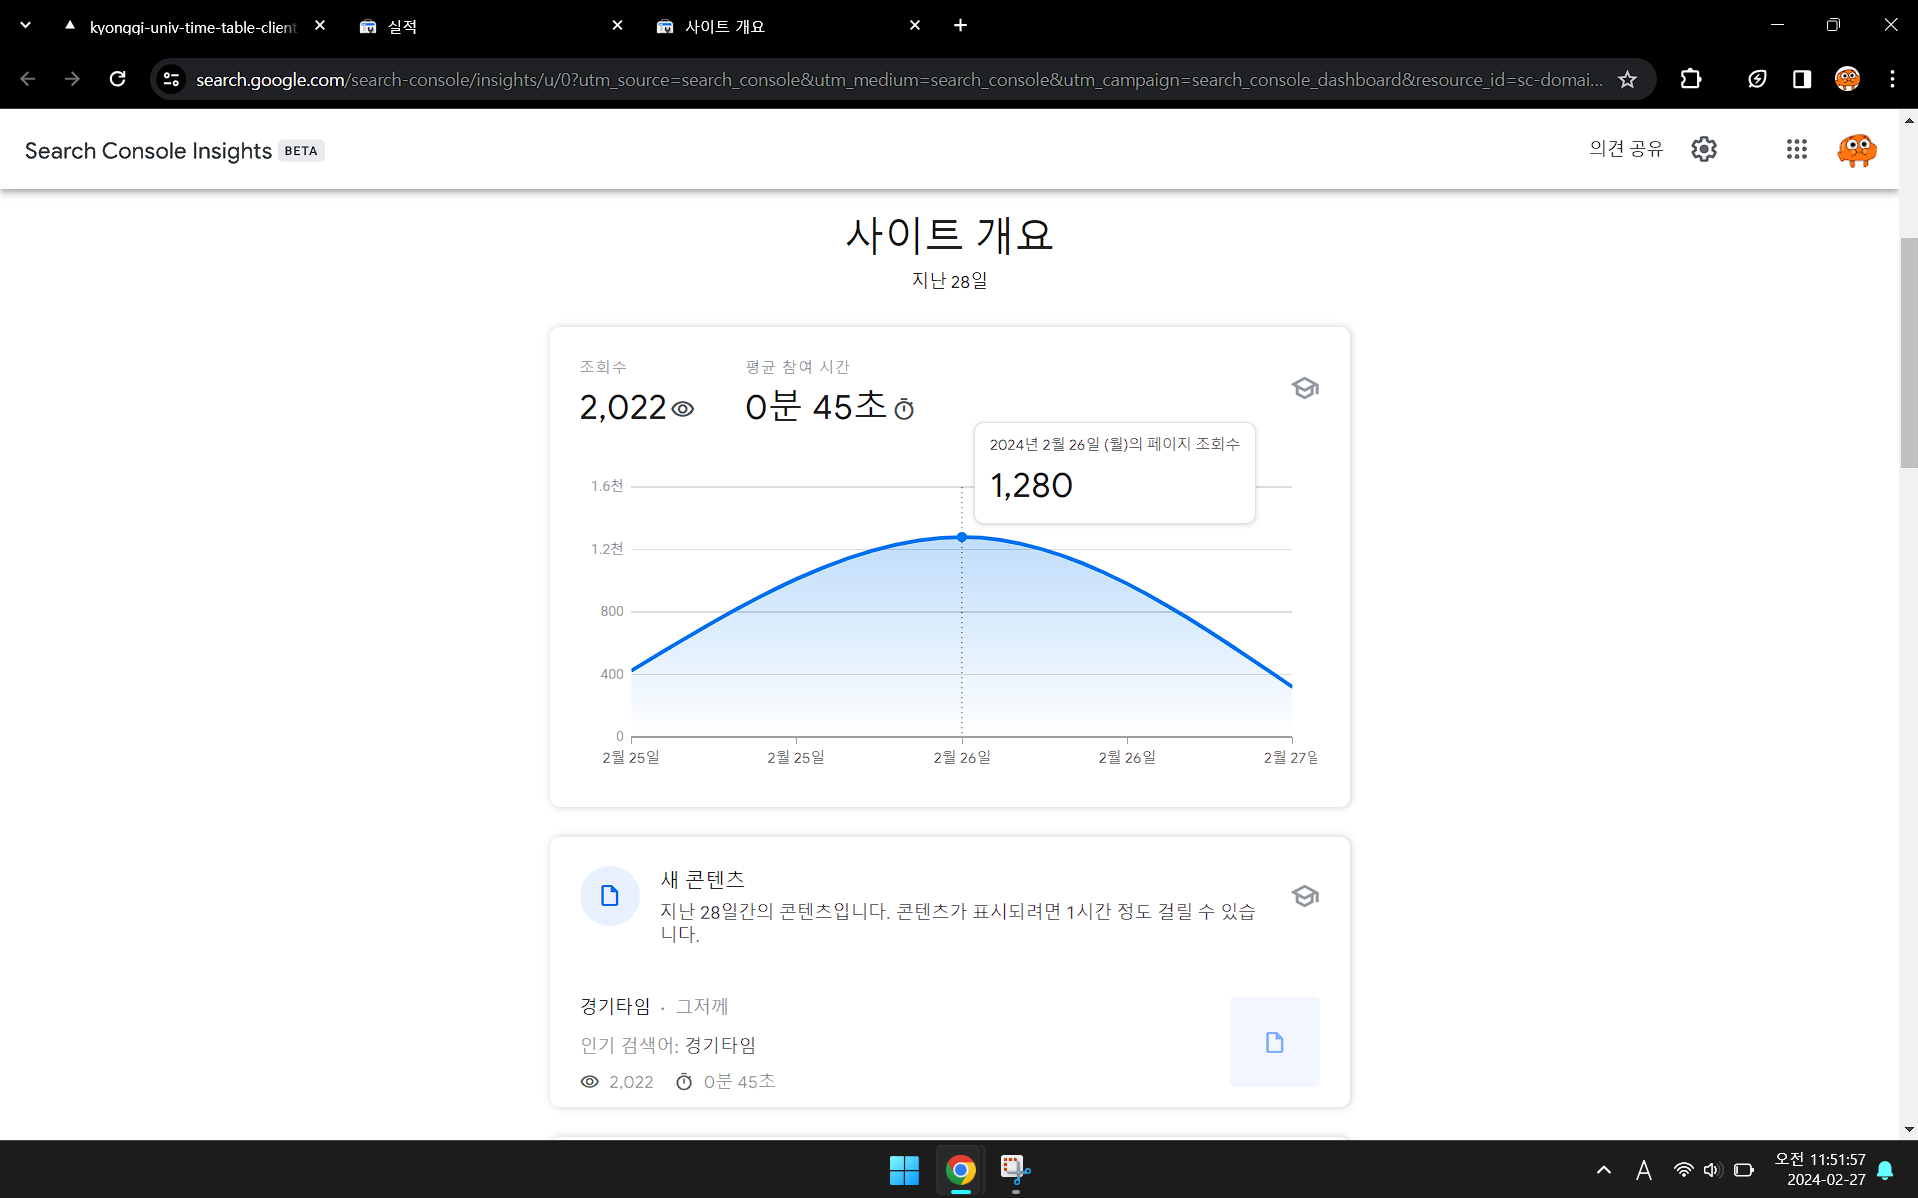 kyonggi-univ-time-table-client
실적
사이트 개요
search.google.com/search-console/insights/u/0?utm_source=search_console&utm_medium=search_console&utm_campaign=search_console_dashboard&resource_id=sc-domai...
Search Console Insights BETA
의견 공유
사이트 개요
지난 28일
조회수
평균 참여 시간
2,022
0분 45초
2024년 2월 26일 (월)의 페이지 조회수
1,280
1.6천
1.2천
800
400
0
2월 25일
2월 25일
2월 26일
2월 26일
2월 27일
새 콘텐츠
지난 28일간의 콘텐츠입니다. 콘텐츠가 표시되려면 1시간 정도 걸릴 수 있습
니다.
경기타임 · 그저께
인기 검색어: 경기타임
2,022 0분 45초
A
오전 11:51:57
2024-02-27